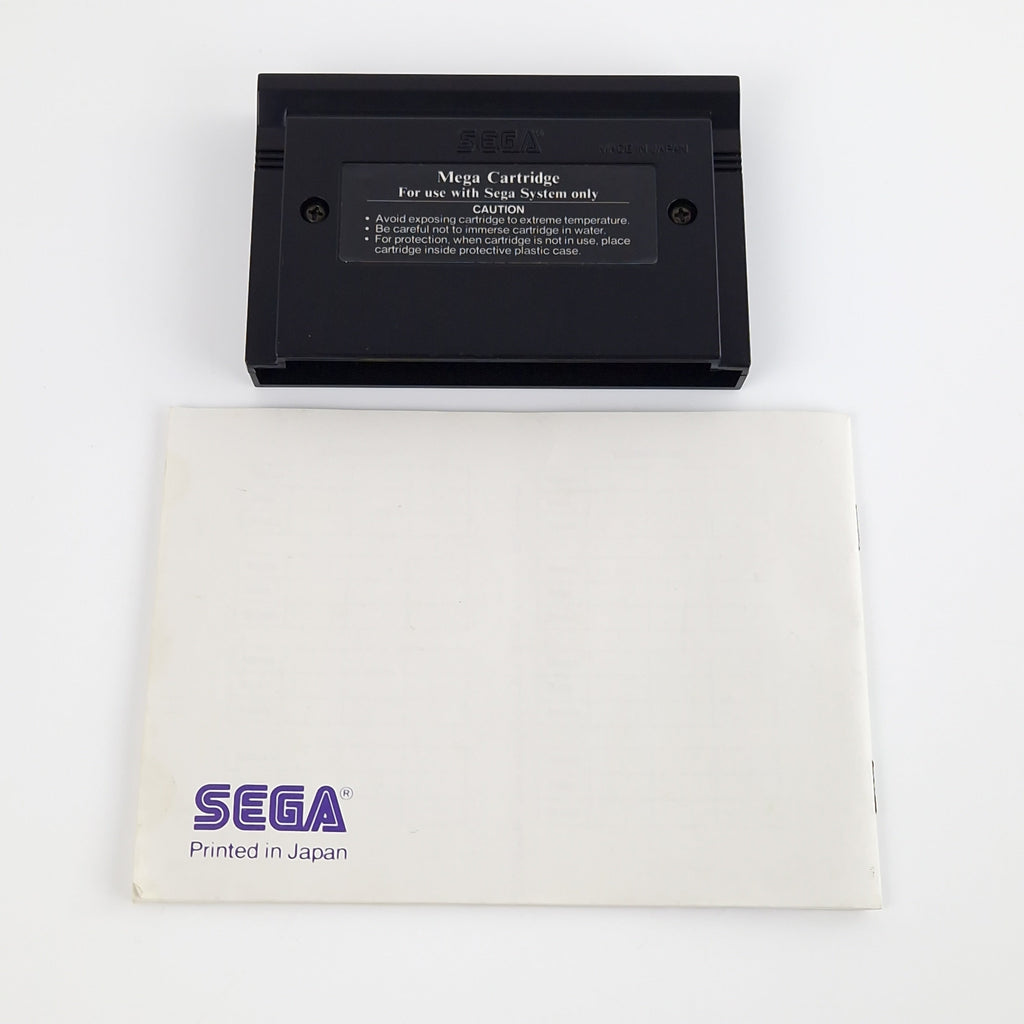 SEGA®
MADE IN JAPAN
Mega Cartridge
For use with Sega System only
CAUTION
• Avoid exposing cartridge to extreme temperature.
• Be careful not to immerse cartridge in water.
• For protection, when cartridge is not in use, place
cartridge inside protective plastic case.
SEGA®
Printed in Japan